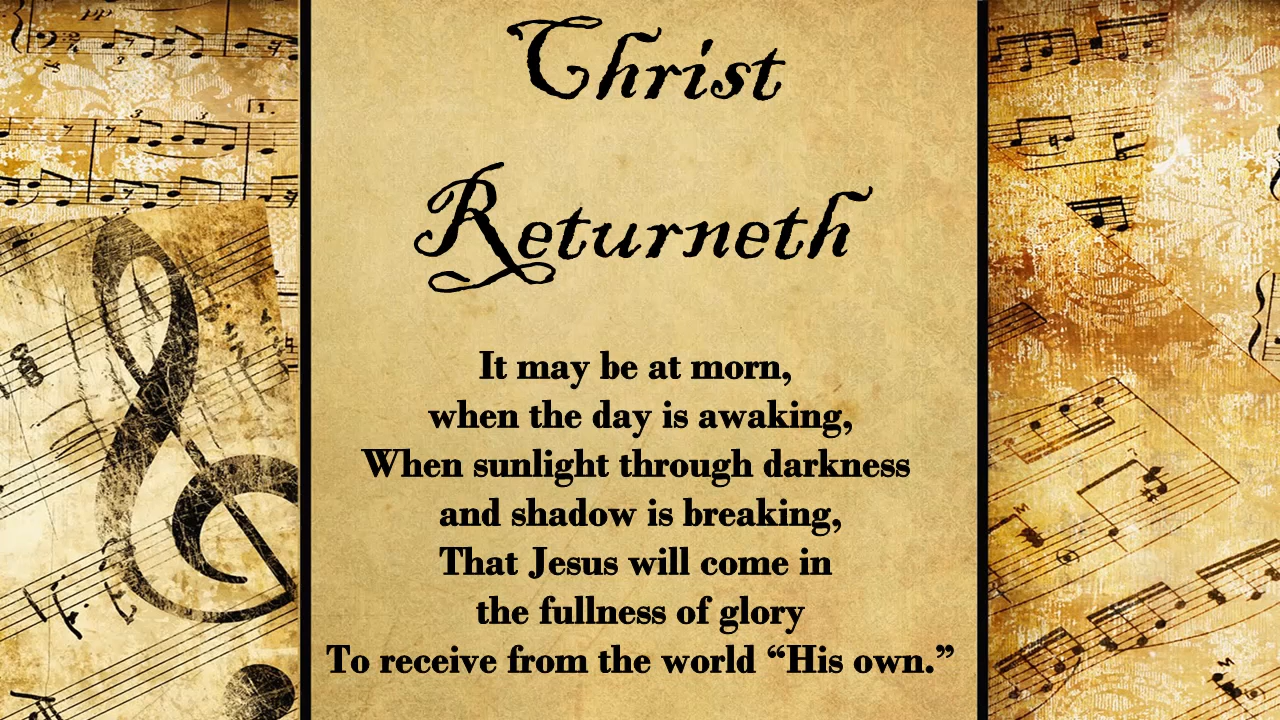 Christ
Returneth
It may be at morn,
when the day is awaking,
When sunlight through darkness
and shadow is breaking,
That Jesus will come in
the fullness of glory
To receive from the world “His own.”